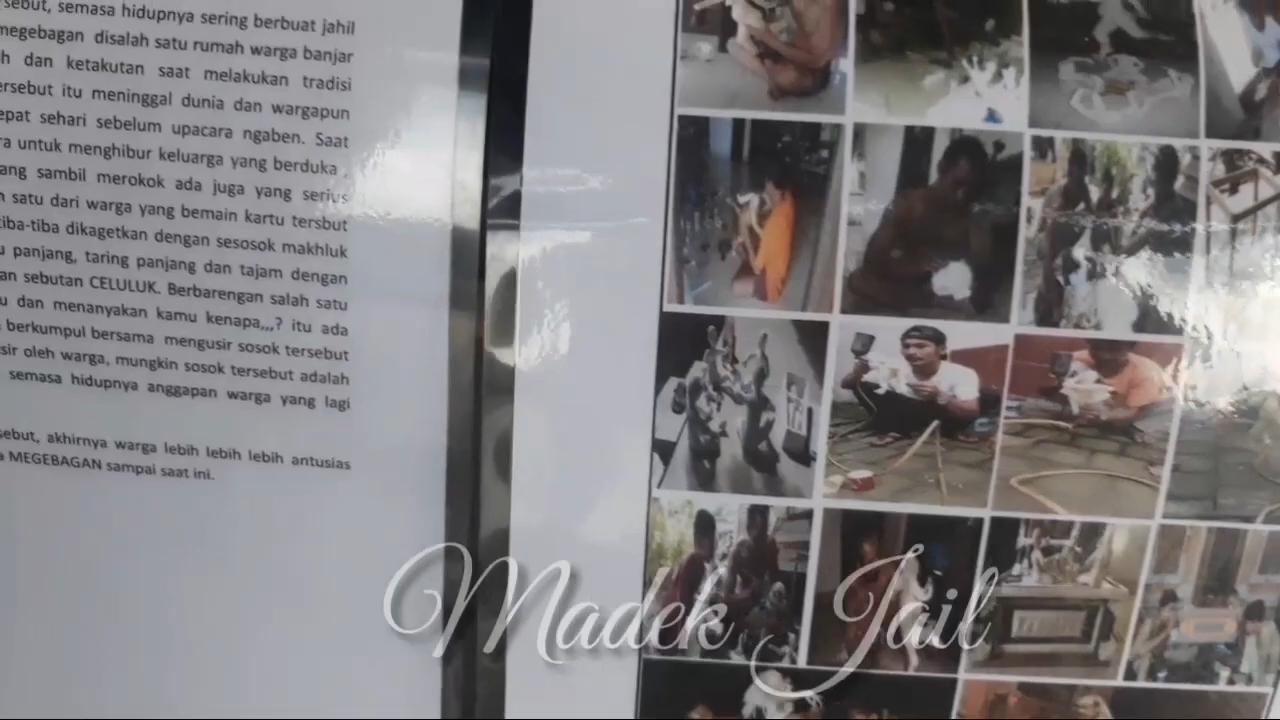 sebut, semasa hidupnya sering berbuat jahil
megebagan disalah satu rumah warga banjar
h dan ketakutan saat melakukan tradisi
ersebut itu meninggal dunia dan wargapun
epat sehari sebelum upacara ngaben. Saat
ra untuk menghibur keluarga yang berduka ,
ang sambil merokok ada juga yang serius
n satu dari warga yang bemain kartu tersbut
tiba-tiba dikagetkan dengan sesosok makhluk
u panjang, taring panjang dan tajam dengan
an sebutan CELULUK. Berbarengan salah satu
u dan menanyakan kamu kenapa,,,? itu ada
berkumpul bersama mengusir sosok tersebut
sir oleh warga, mungkin sosok tersebut adalah
semasa hidupnya anggapan warga yang lagi
sebut, akhirnya warga lebih lebih lebih antusias
a MEGEBAGAN sampai saat ini.
Madek Jail